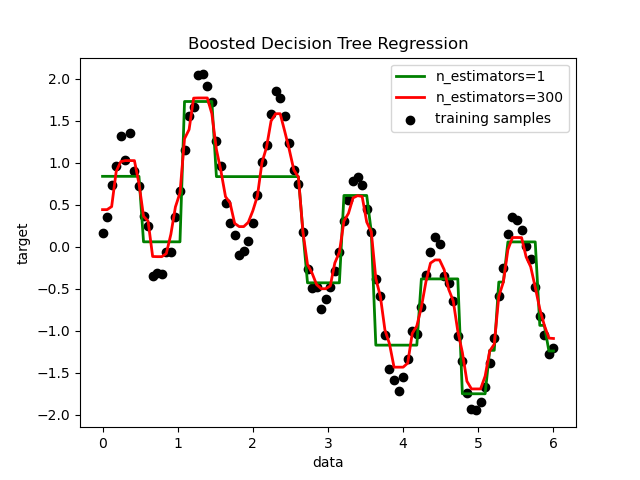 Boosted Decision Tree Regression
n_estimators=1
n_estimators=300
training samples
2.0
1.5
1.0
0.5
0.0
−0.5
−1.0
−1.5
−2.0
target
0 1 2 3 4 5 6
data